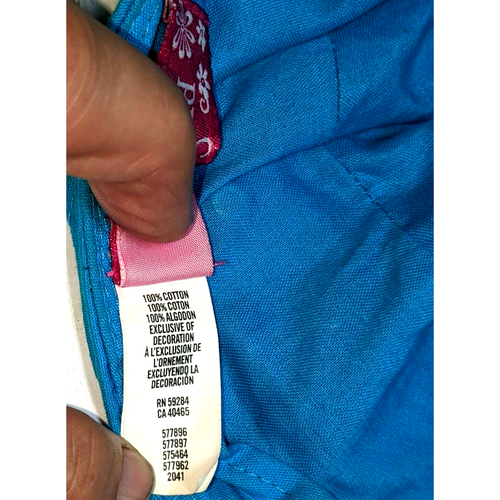 100% COTTON
100% COTON
100% ALGODON
EXCLUSIVE OF
DECORATION
À L'EXCLUSION DE
L'ORNEMENT
EXCLUYENDO LA
DECORACIÓN
RN 59284
CA 40465
577896
577897
575464
577962
2041